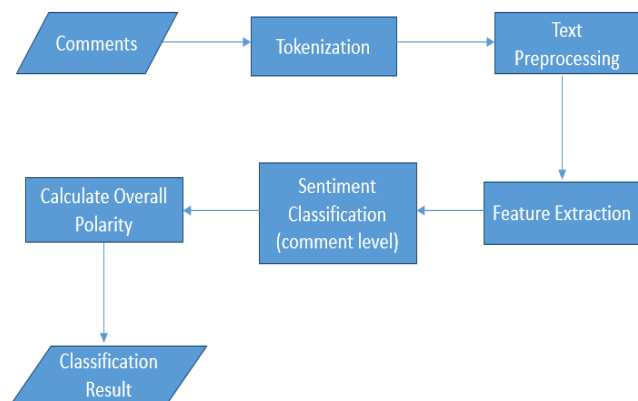 Comments
Tokenization
Text
Preprocessing
Feature Extraction
Sentiment
Classification
(comment level)
Calculate Overall
Polarity
Classification
Result